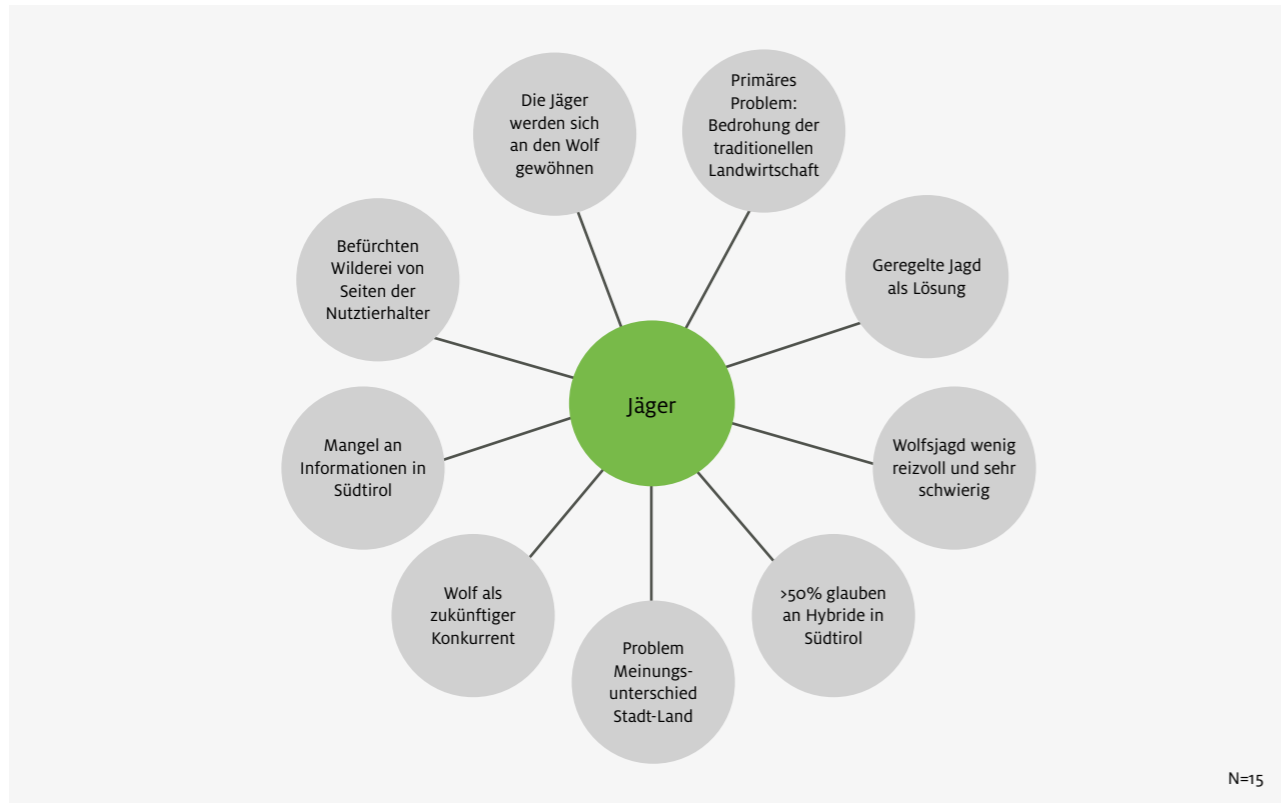 Die Jäger
werden sich
an den Wolf
gewöhnen
Primäres
Problem:
Bedrohung der
traditionellen
Landwirtschaft
Befürchten
Wilderei von
Seiten der
Nutztierhalter
Geregelte Jagd
als Lösung
Jäger
Mangel an
Informationen in
Südtirol
Wolfsjagd wenig
reizvoll und sehr
schwierig
Wolf als
zukünftiger
Konkurrent
>50% glauben
an Hybride in
Südtirol
Problem
Meinungs-
unterschied
Stadt-Land
N=15